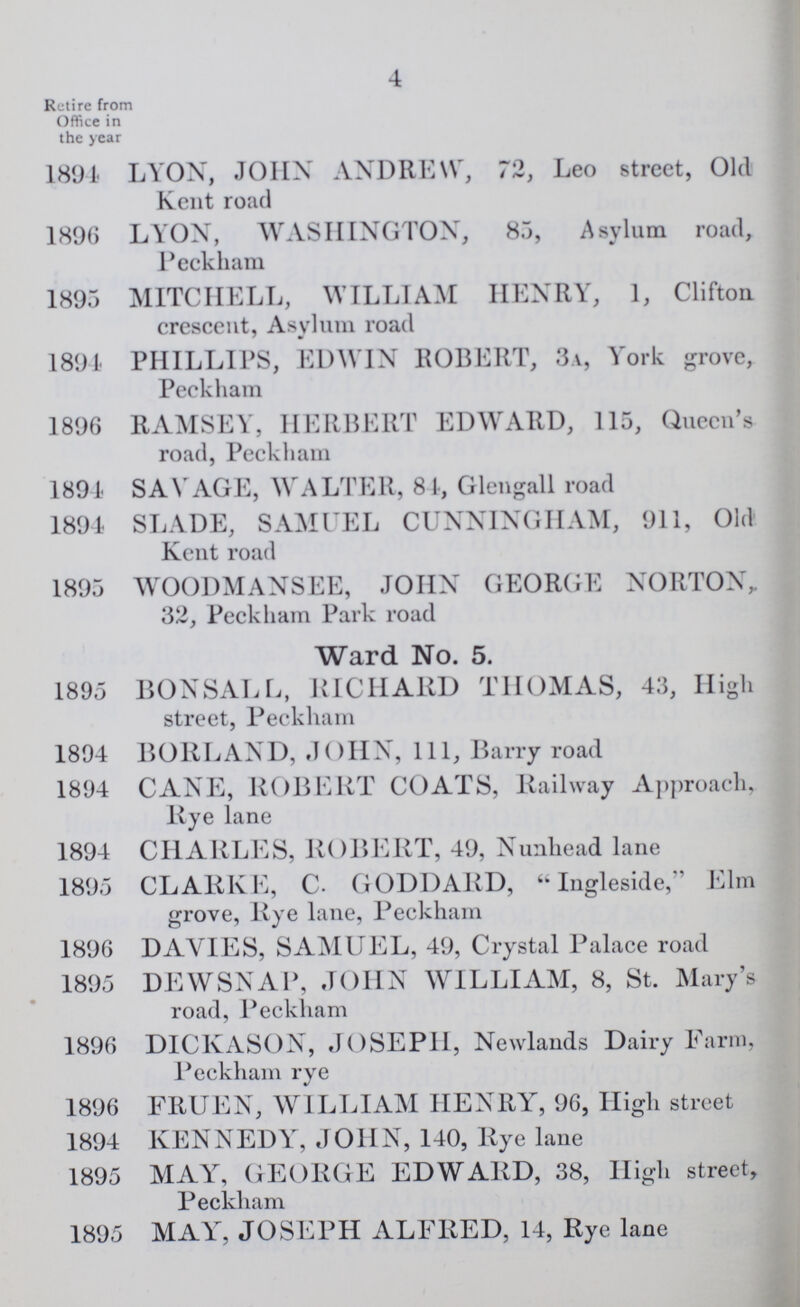 4
Retire from
Office in
the year
1894 LYON, JOHN ANDREW, 72, Leo street, Old
Kent road
1896 LYON, WASHINGTON, 85, Asylum road,
Peckham
1895 MITCHELL, WILLIAM HENRY, 1, Clifton
crescent, Asylum road
1894 PHILLIPS, EDWIN ROBERT, 3A, York grove,
Peckham
1896 RAMSEY, HERBERT EDWARD, 115, Queen's
road, Peckham
1894 SAVAGE, WALTER, 84, Glengall road
1894 SLADE, SAMUEL CUNNINGHAM, 911, Old
Kent road
1895 WOODMANSEE, JOHN GEORGE NORTON,
32, Peckham Park road
Ward No. 5.
1895 BONSALL, RICHARD THOMAS, 43, High
street, Peckham
1894 BORLAND, JOHN, 111, Barry road
1894 CANE, ROBERT COATS, Railway Approach,
Rye lane
1894 CHARLES, ROBERT, 49, Nunhead lane
1895 CLARKE, C. GODDARD, "Ingleside," Elm
grove, Rye lane, Peckham
1896 DAVIES, SAMUEL, 49, Crystal Palace road
1895 DEWSNAP, JOHN WILLIAM, 8, St. Mary's
road, Peckham
1896 DICKASON, JOSEPH, Newlands Dairy Farm,
Peckham rye
1896 FRUEN, WILLIAM HENRY, 96, High street
1894 KENNEDY, JOHN, 140, Rye lane
1895 MAY, GEORGE EDWARD, 38, High street,
Peckham
1895 MAY, JOSEPH ALFRED, 14, Rye lane